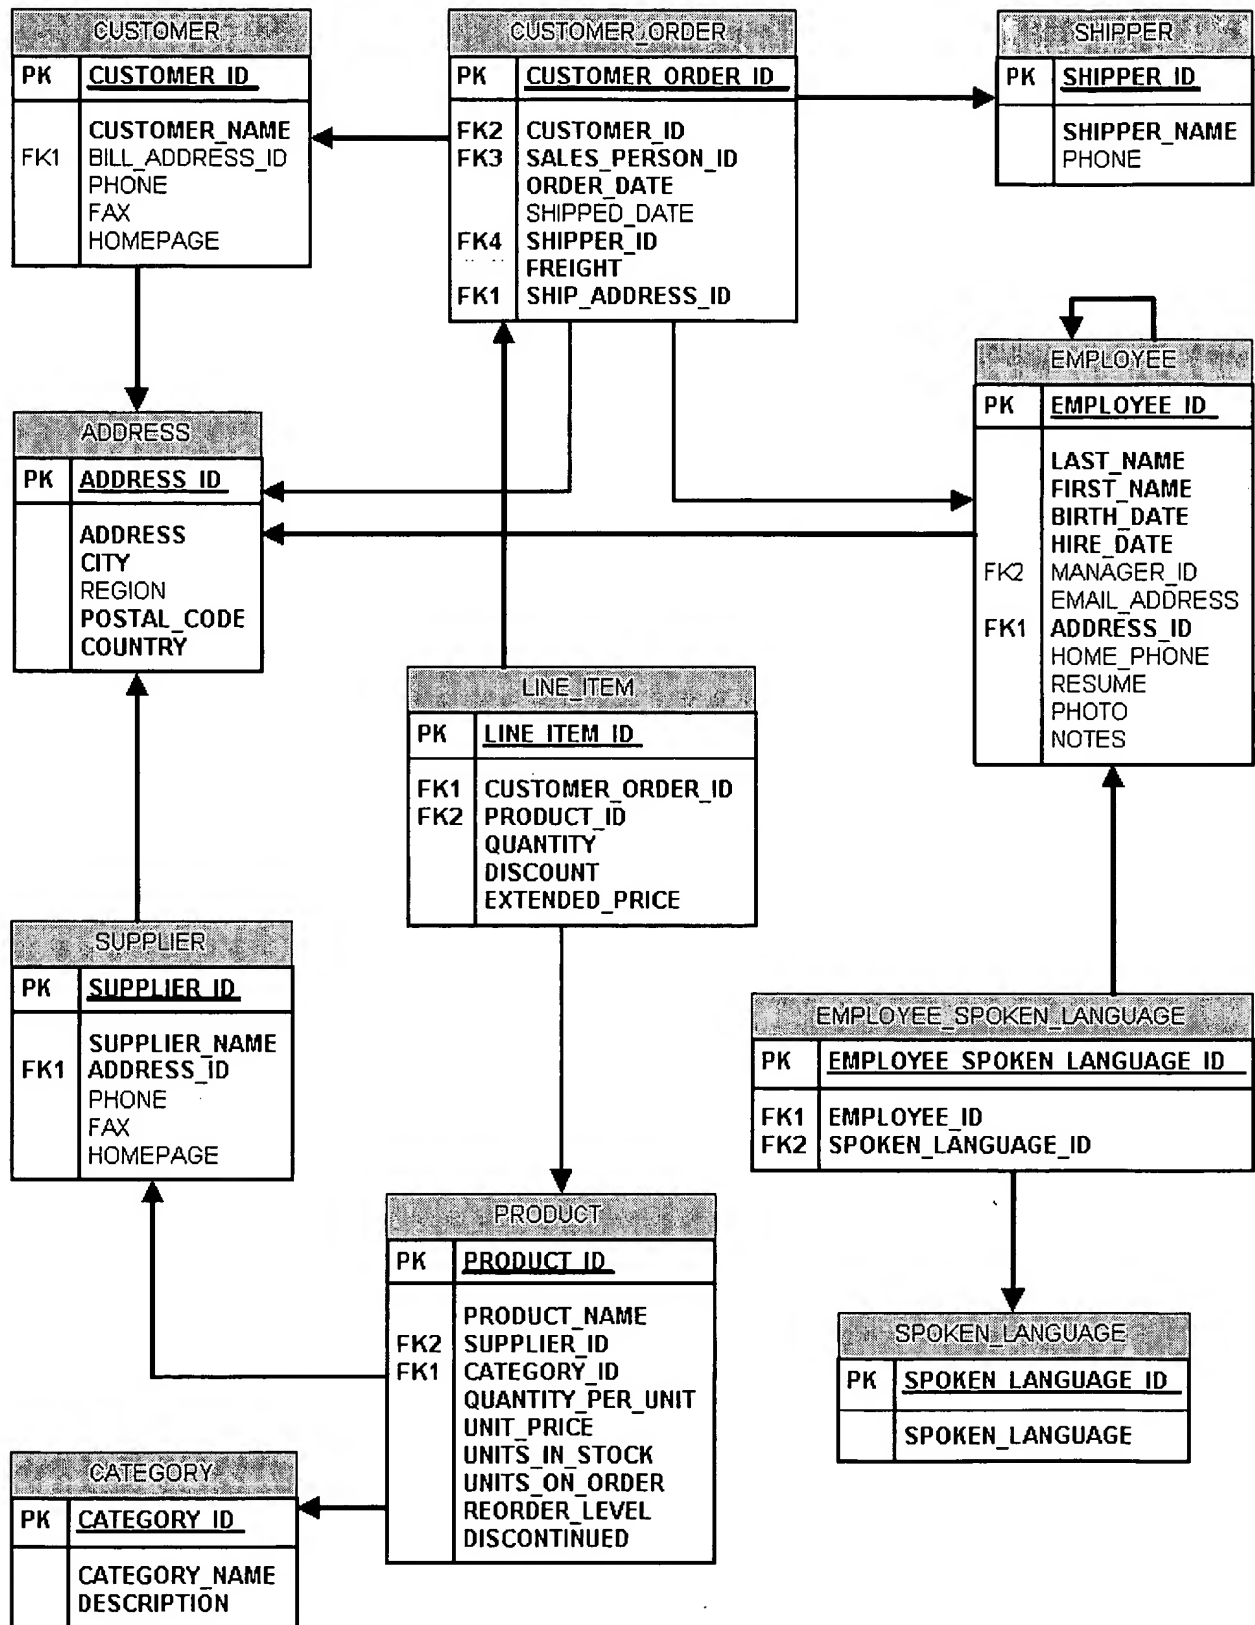 CUSTOMER
PK CUSTOMER_ID
CUSTOMER_NAME
FK1 BILL_ADDRESS_ID
PHONE
FAX
HOMEPAGE
CUSTOMER_ORDER
PK CUSTOMER_ORDER_ID
FK2 CUSTOMER_ID
FK3 SALES_PERSON_ID
ORDER_DATE
SHIPPED_DATE
FK4 SHIPPER_ID
FREIGHT
FK1 SHIP_ADDRESS_ID
SHIPPER
PK SHIPPER_ID
SHIPPER_NAME
PHONE
ADDRESS
PK ADDRESS_ID
ADDRESS
CITY
REGION
POSTAL_CODE
COUNTRY
EMPLOYEE
PK EMPLOYEE_ID
LAST_NAME
FIRST_NAME
BIRTH_DATE
HIRE_DATE
FK2 MANAGER_ID
EMAIL_ADDRESS
FK1 ADDRESS_ID
HOME_PHONE
RESUME
PHOTO
NOTES
LINE_ITEM
PK LINE_ITEM_ID
FK1 CUSTOMER_ORDER_ID
FK2 PRODUCT_ID
QUANTITY
DISCOUNT
EXTENDED_PRICE
SUPPLIER
PK SUPPLIER_ID
SUPPLIER_NAME
FK1 ADDRESS_ID
PHONE
FAX
HOMEPAGE
EMPLOYEE_SPOKEN_LANGUAGE
PK EMPLOYEE_SPOKEN_LANGUAGE_ID
FK1 EMPLOYEE_ID
FK2 SPOKEN_LANGUAGE_ID
PRODUCT
PK PRODUCT_ID
PRODUCT_NAME
FK2 SUPPLIER_ID
FK1 CATEGORY_ID
QUANTITY_PER_UNIT
UNIT_PRICE
UNITS_IN_STOCK
UNITS_ON_ORDER
REORDER_LEVEL
DISCONTINUED
SPOKEN_LANGUAGE
PK SPOKEN_LANGUAGE_ID
SPOKEN_LANGUAGE
CATEGORY
PK CATEGORY_ID
CATEGORY_NAME
DESCRIPTION